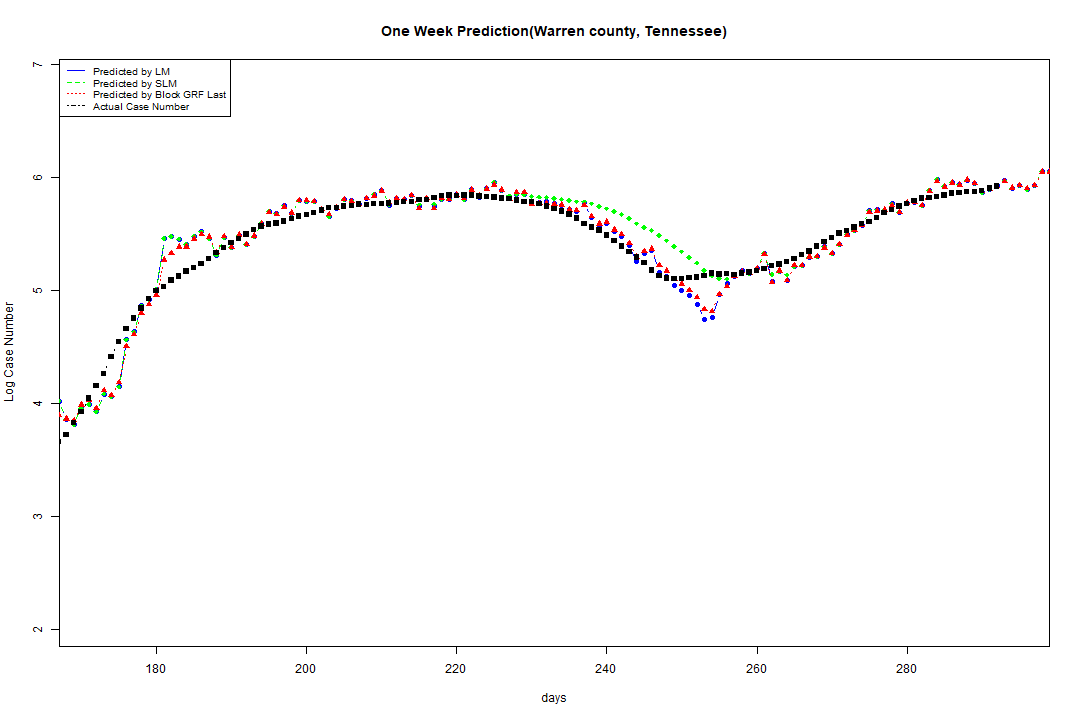 One Week Prediction(Warren county, Tennessee)
Predicted by LM
Predicted by SLM
Predicted by Block GRF Last
Actual Case Number
7
6
5
4
3
2
Log Case Number
180 200 220 240 260 280
days